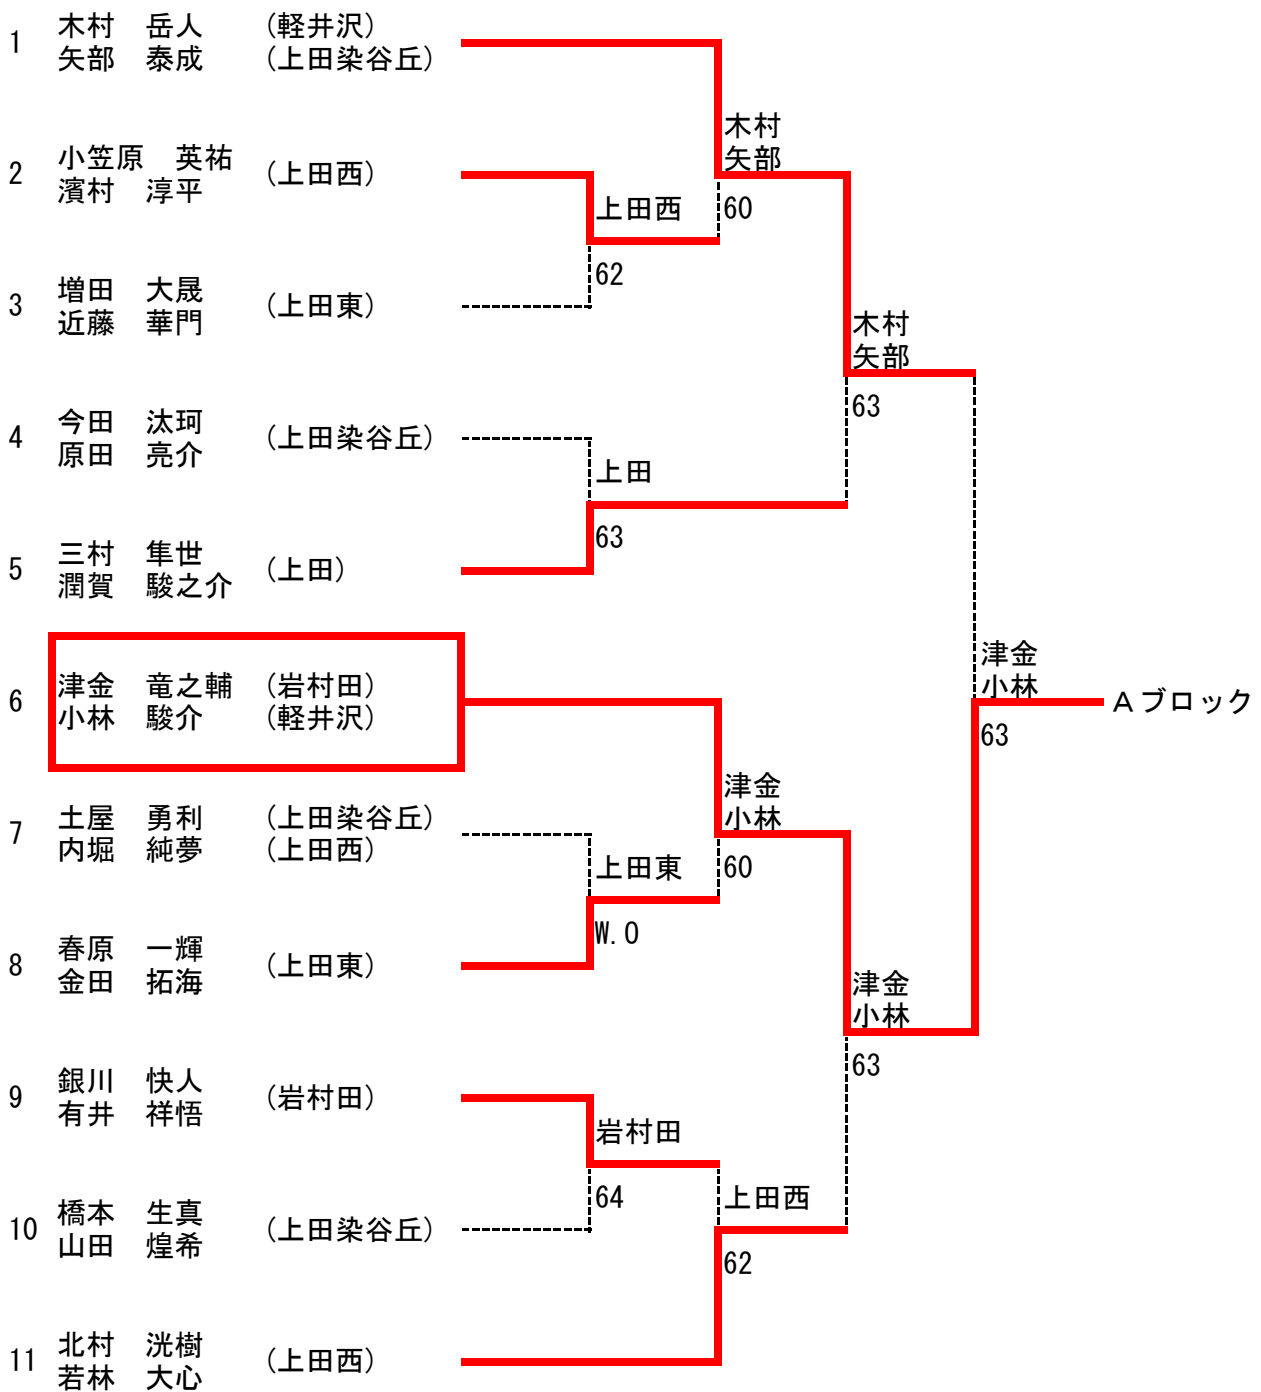 1 木村 岳人 (軽井沢)
矢部 泰成 (上田染谷丘)
木村
矢部
2 小笠原 英祐 (上田西)
濱村 淳平
上田西 60
62
3 増田 大晟 (上田東)
近藤 華門
木村
矢部
63
4 今田 汰珂 (上田染谷丘)
原田 亮介
上田
63
5 三村 隼世 (上田)
潤賀 駿之介
6 津金 竜之輔 (岩村田)
小林 駿介 (軽井沢)
津金
小林
Aブロック
63
津金
小林
7 土屋 勇利 (上田染谷丘)
内堀 純夢 (上田西)
上田東 60
W.O
8 春原 一輝 (上田東)
金田 拓海
津金
小林
63
9 銀川 快人 (岩村田)
有井 祥悟
岩村田
64 上田西
10 橋本 生真 (上田染谷丘)
山田 煌希
62
11 北村 洸樹 (上田西)
若林 大心